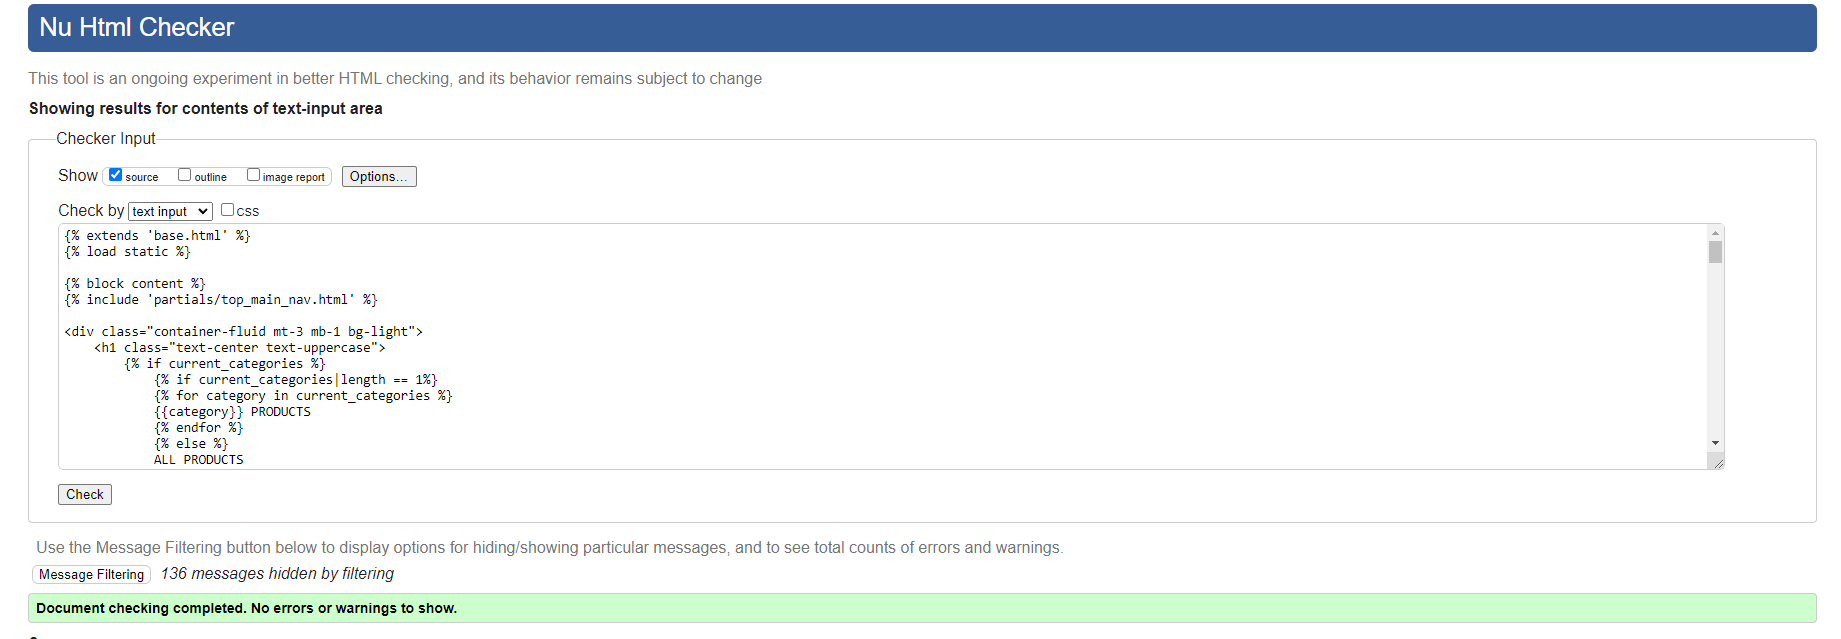 Nu Html Checker
This tool is an ongoing experiment in better HTML checking, and its behavior remains subject to change
Showing results for contents of text-input area
Checker Input
Show source outline image report Options...
Check by text input css
{% extends 'base.html' %}
{% load static %}
{% block content %}
{% include 'partials/top_main_nav.html' %}
<div class="container-fluid mt-3 mb-1 bg-light">
<h1 class="text-center text-uppercase">
{% if current_categories %}
{% if current_categories|length == 1%}
{% for category in current_categories %}
{{category}} PRODUCTS
{% endfor %}
{% else %}
ALL PRODUCTS
Check
Use the Message Filtering button below to display options for hiding/showing particular messages, and to see total counts of errors and warnings.
Message Filtering 136 messages hidden by filtering
Document checking completed. No errors or warnings to show.